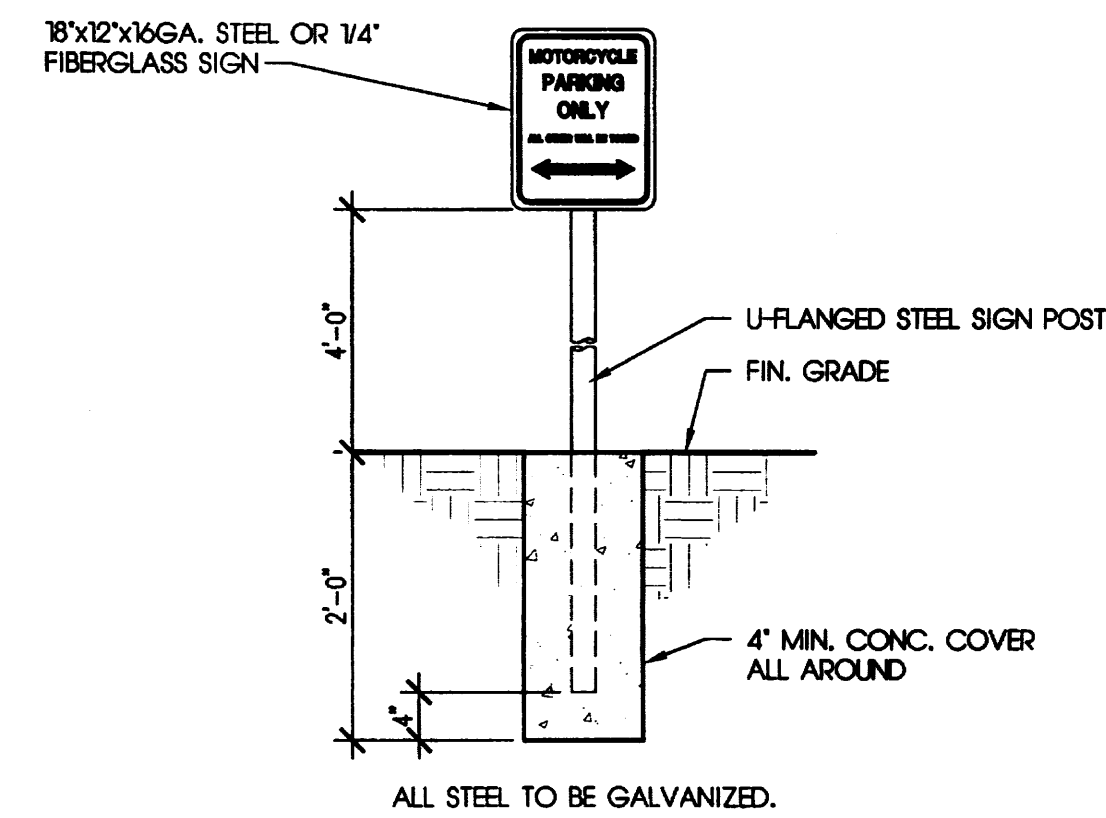 18"x12"x16GA. STEEL OR 1/4"
FIBERGLASS SIGN
MOTORCYCLE
PARKING
ONLY
4'-0"
U-FLANGED STEEL SIGN POST
FIN. GRADE
2'-0"
4" MIN. CONC. COVER
ALL AROUND
4"
ALL STEEL TO BE GALVANIZED.